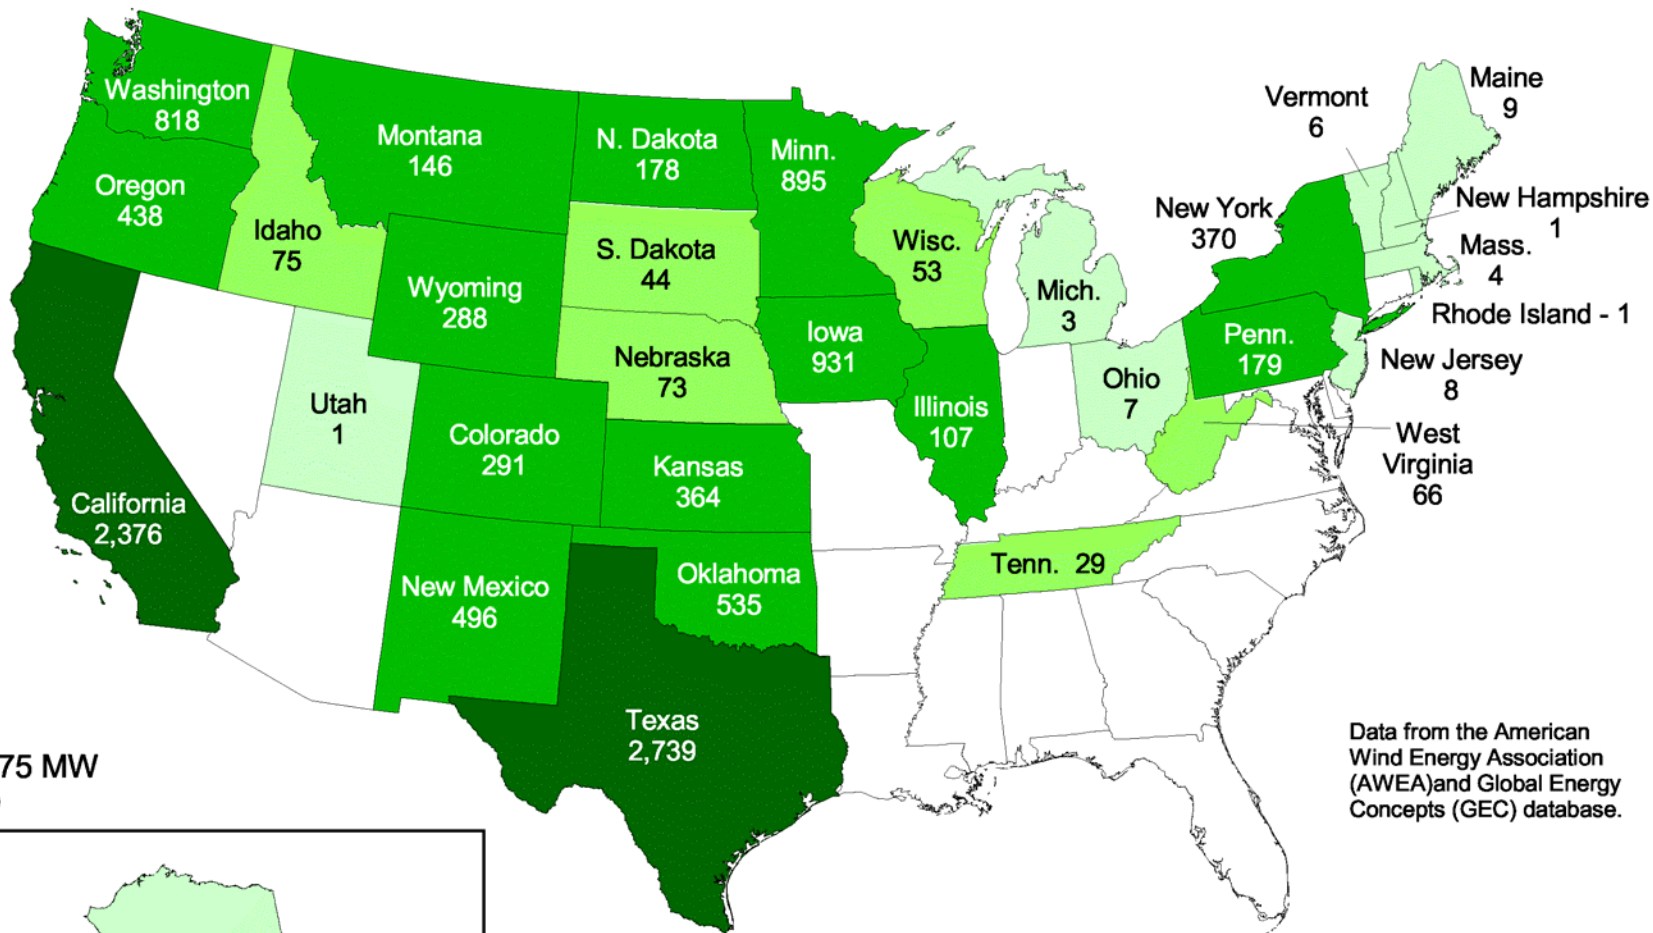 Washington
818
Oregon
438
California
2,376
Idaho
75
Montana
146
Wyoming
288
Utah
1
Colorado
291
New Mexico
496
N. Dakota
178
S. Dakota
44
Nebraska
73
Kansas
364
Oklahoma
535
Texas
2,739
Minn.
895
Iowa
931
Wisc.
53
Illinois
107
Mich.
3
Ohio
7
Tenn. 29
West
Virginia
66
Penn.
179
New York
370
Vermont
6
Maine
9
New Hampshire
1
Mass.
4
Rhode Island - 1
New Jersey
8
75 MW
Data from the American
Wind Energy Association
(AWEA)and Global Energy
Concepts (GEC) database.